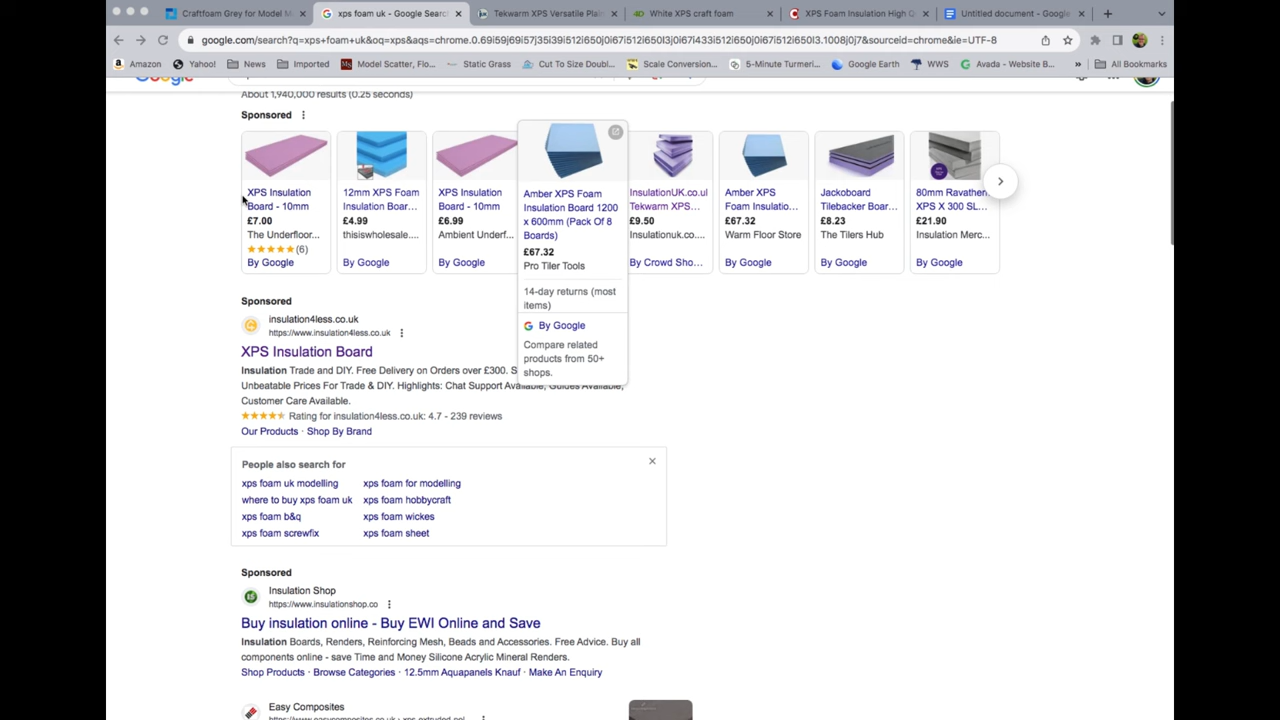 Craftfoam Grey for Model M
xps foam uk - Google Searc
Tekwarm XPS Versatile Plai
White XPS craft foam
XPS Foam Insulation High Q
Untitled document - Google
google.com/search?q=xps+foam+uk&oq=xps&aqs=chrome.0.69i59j69i57j35i39i512i650j0i67i512i650l3j0i67i433i512i650j0i67i512i650l3.1008j0j7&sourceid=chrome&ie=UTF-8
Amazon
Yahoo!
News
Imported
Model Scatter, Flo...
Static Grass
Cut To Size Doubl...
Scale Conversion...
5-Minute Turmeri...
Google Earth
WWS
Avada - Website B...
»
All Bookmarks
About 1,940,000 results (0.25 seconds)
Sponsored
XPS Insulation
Board - 10mm
£7.00
The Underfloor...
(6)
By Google
12mm XPS Foam
Insulation Boar...
£4.99
thisiswholesale....
By Google
XPS Insulation
Board - 10mm
£6.99
Ambient Underf...
By Google
Amber XPS Foam
Insulation Board 1200
x 600mm (Pack Of 8
Boards)
£67.32
Pro Tiler Tools
14-day returns (most
items)
By Google
Compare related
products from 50+
shops.
InsulationUK.co.ul
Tekwarm XPS...
£9.50
Insulationuk.co....
By Crowd Sho...
Amber XPS
Foam Insulatio...
£67.32
Warm Floor Store
By Google
Jackoboard
Tilebacker Boar...
£8.23
The Tilers Hub
By Google
80mm Ravathern
XPS X 300 SL...
£21.90
Insulation Merc...
By Google
Sponsored
insulation4less.co.uk
https://www.insulation4less.co.uk
XPS Insulation Board
Insulation Trade and DIY. Free Delivery on Orders over £300. S
Unbeatable Prices For Trade & DIY. Highlights: Chat Support Available, Guides Available,
Customer Care Available.
Rating for insulation4less.co.uk: 4.7 - 239 reviews
Our Products · Shop By Brand
People also search for
xps foam uk modelling
xps foam for modelling
where to buy xps foam uk
xps foam hobbycraft
xps foam b&q
xps foam wickes
xps foam screwfix
xps foam sheet
Sponsored
Insulation Shop
https://www.insulationshop.co
Buy insulation online - Buy EWI Online and Save
Insulation Boards, Renders, Reinforcing Mesh, Beads and Accessories. Free Advice. Buy all
components online - save Time and Money Silicone Acrylic Mineral Renders.
Shop Products · Browse Categories · 12.5mm Aquapanels Knauf · Make An Enquiry
Easy Composites